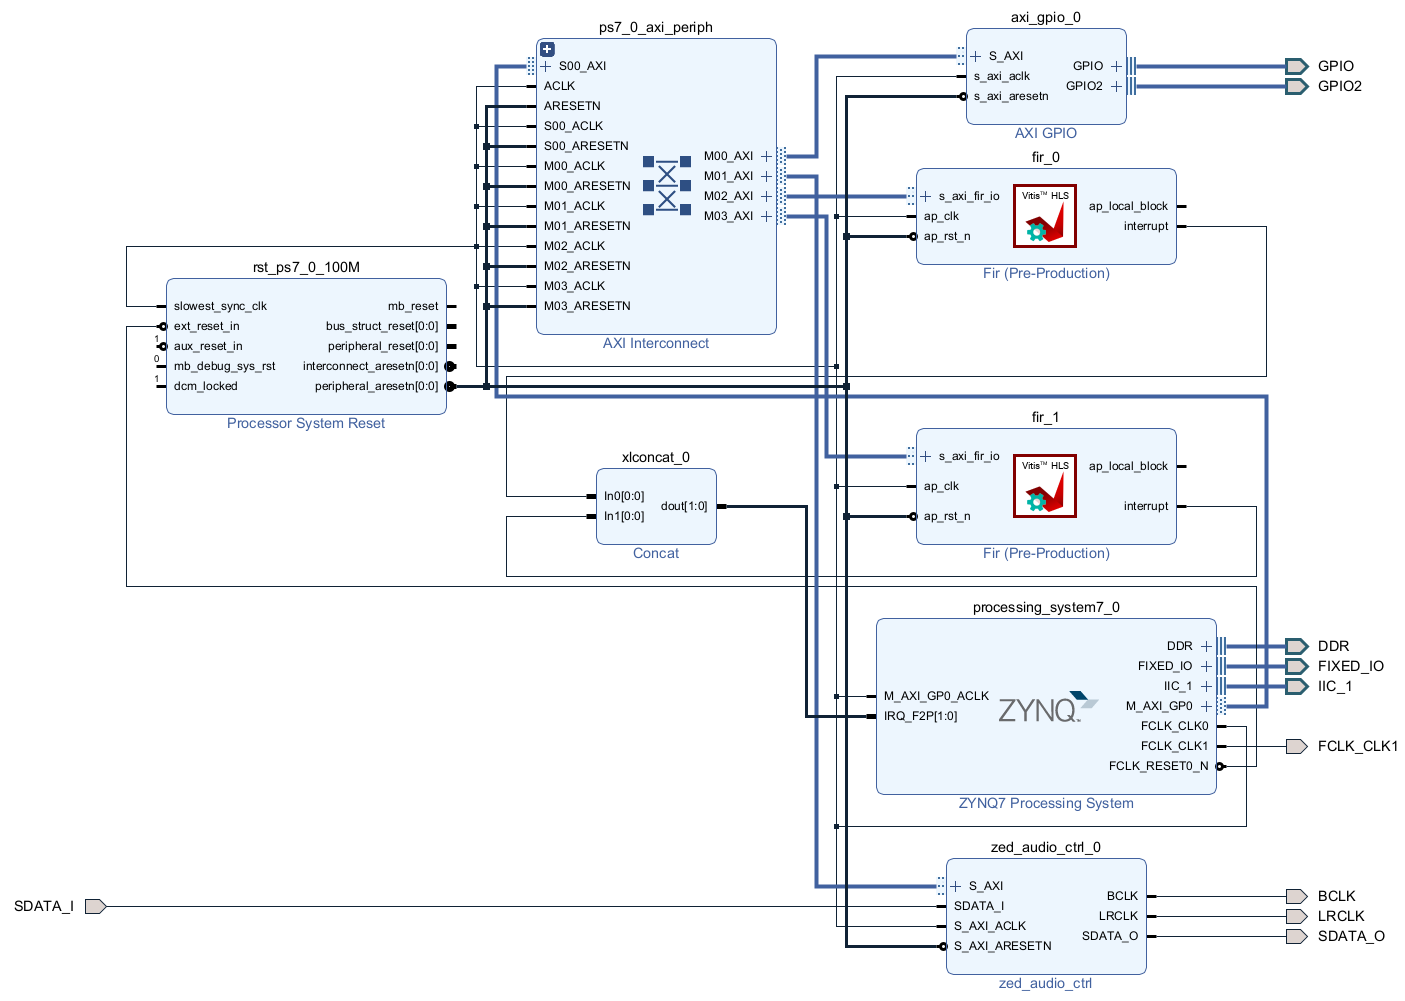 ps7_0_axi_periph
S00_AXI
ACLK
ARESETN
S00_ACLK
S00_ARESETN
M00_ACLK
M00_ARESETN
M01_ACLK
M01_ARESETN
M02_ACLK
M02_ARESETN
M03_ACLK
M03_ARESETN
M00_AXI
M01_AXI
M02_AXI
M03_AXI
AXI Interconnect
axi_gpio_0
S_AXI
s_axi_aclk
s_axi_aresetn
GPIO
GPIO2
AXI GPIO
GPIO
GPIO2
fir_0
s_axi_fir_io
ap_clk
ap_rst_n
Vitis™ HLS
ap_local_block
interrupt
Fir (Pre-Production)
rst_ps7_0_100M
slowest_sync_clk
ext_reset_in
1
aux_reset_in
0
mb_debug_sys_rst
1
dcm_locked
mb_reset
bus_struct_reset[0:0]
peripheral_reset[0:0]
interconnect_aresetn[0:0]
peripheral_aresetn[0:0]
Processor System Reset
fir_1
s_axi_fir_io
ap_clk
ap_rst_n
Vitis™ HLS
ap_local_block
interrupt
Fir (Pre-Production)
xlconcat_0
In0[0:0]
In1[0:0]
dout[1:0]
Concat
processing_system7_0
M_AXI_GP0_ACLK
IRQ_F2P[1:0]
ZYNQ™
DDR
FIXED_IO
IIC_1
M_AXI_GP0
FCLK_CLK0
FCLK_CLK1
FCLK_RESET0_N
ZYNQ7 Processing System
DDR
FIXED_IO
IIC_1
FCLK_CLK1
zed_audio_ctrl_0
S_AXI
SDATA_I
S_AXI_ACLK
S_AXI_ARESETN
BCLK
LRCLK
SDATA_O
zed_audio_ctrl
SDATA_I
BCLK
LRCLK
SDATA_O